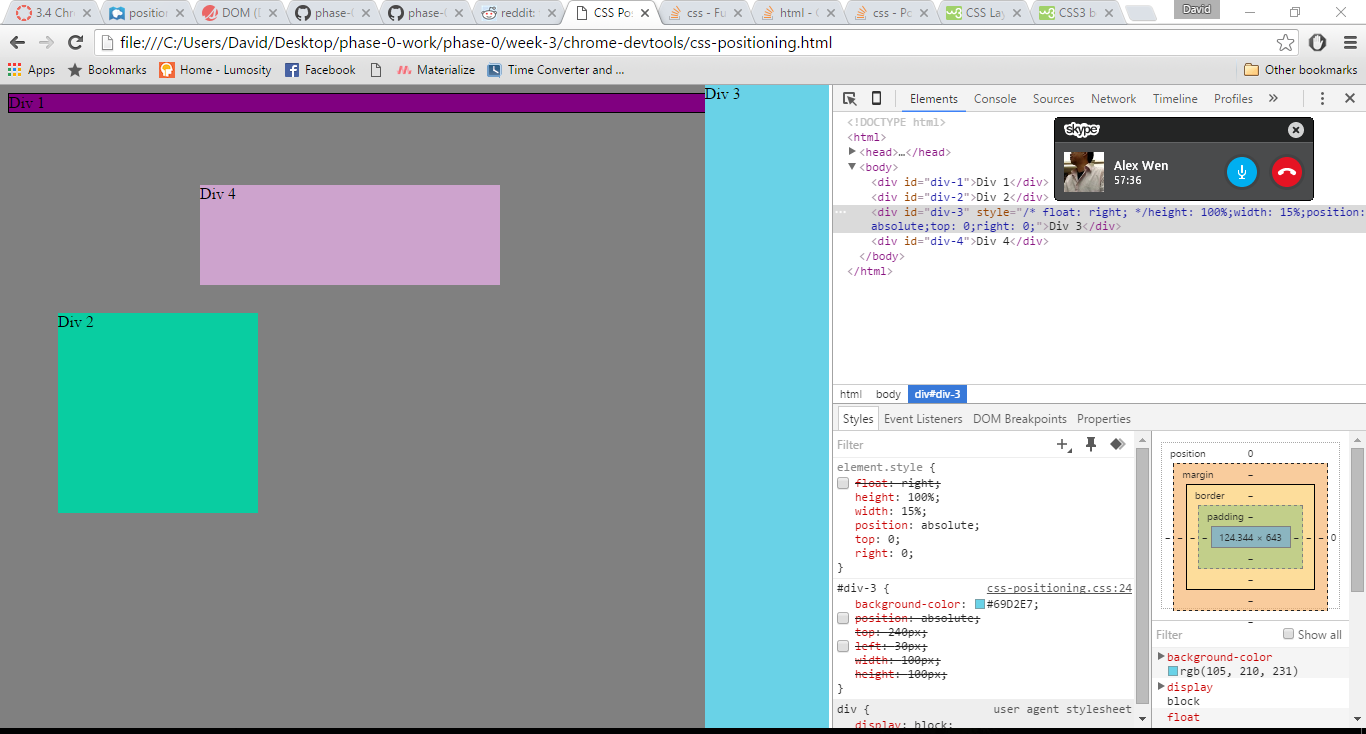 3.4 Chr
position
DOM (D
phase-0
phase-0
reddit:
CSS Pos
css - Fu
html -
css - Po
CSS Lay
CSS3 b
David
file:///C:/Users/David/Desktop/phase-0-work/phase-0/week-3/chrome-devtools/css-positioning.html
Apps
Bookmarks
Home - Lumosity
Facebook
Materialize
Time Converter and ...
Other bookmarks
Div 1
Div 3
Div 4
Div 2
Elements Console Sources Network Timeline Profiles »
<!DOCTYPE html>
<html>
<head>…</head>
<body>
<div id="div-1">Div 1</div>
<div id="div-2">Div 2</div>
<div id="div-3" style="/* float: right; */height: 100%;width: 15%;position:
absolute;top: 0;right: 0;">Div 3</div>
<div id="div-4">Div 4</div>
</body>
</html>
skype
Alex Wen
57:36
html body div#div-3
Styles Event Listeners DOM Breakpoints Properties
Filter
element.style {
float: right;
height: 100%;
width: 15%;
position: absolute;
top: 0;
right: 0;
}
#div-3 { css-positioning.css:24
background-color: #69D2E7;
position: absolute;
top: 240px;
left: 30px;
width: 100px;
height: 100px;
}
div { user agent stylesheet
display: block;
position 0
margin –
border –
padding –
– – – – 124.344 × 643 – – – 0
–
–
–
–
Filter Show all
background-color
rgb(105, 210, 231)
display
block
float